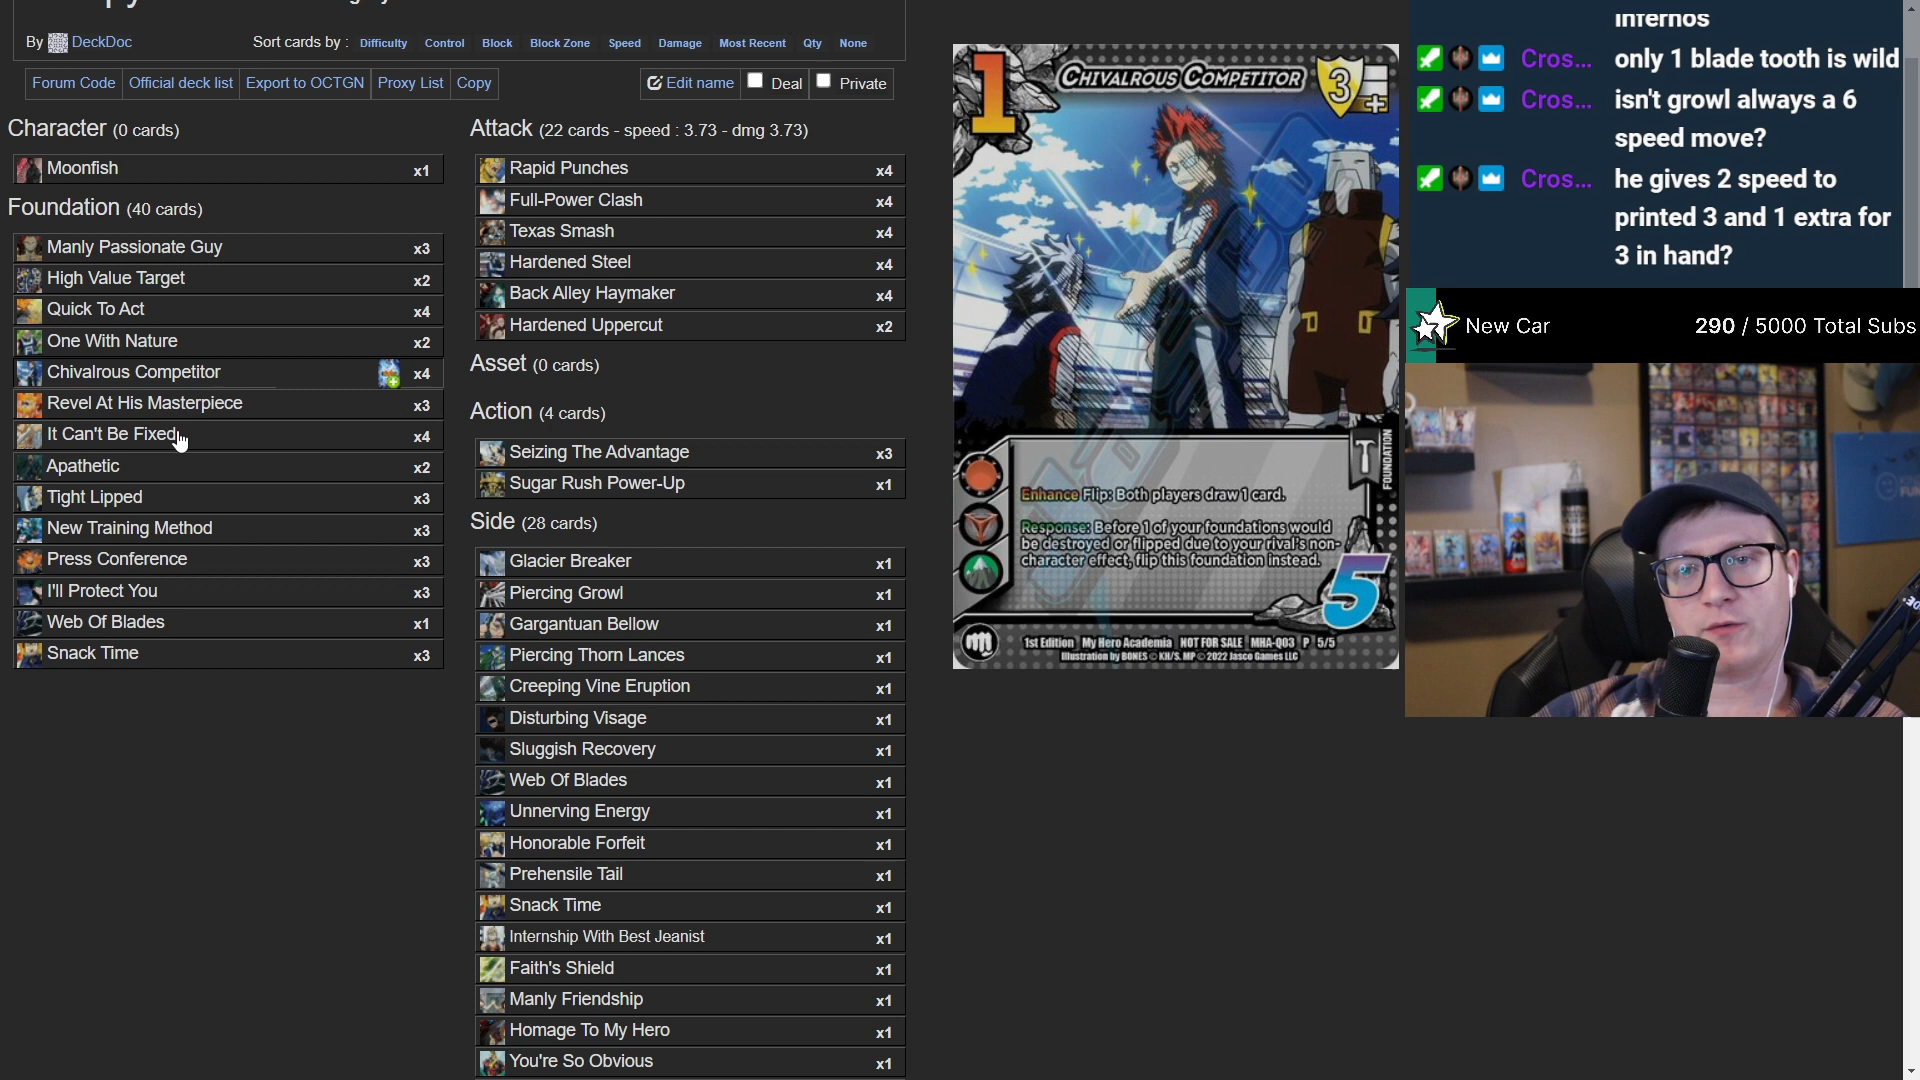 By DeckDoc
Sort cards by : Difficulty Control Block Block Zone Speed Damage Most Recent Qty None
Forum Code Official deck list Export to OCTGN Proxy List Copy
Edit name Deal Private
Character (0 cards)
Moonfish x1
Foundation (40 cards)
Manly Passionate Guy x3
High Value Target x2
Quick To Act x4
One With Nature x2
Chivalrous Competitor x4
Revel At His Masterpiece x3
It Can't Be Fixed x4
Apathetic x2
Tight Lipped x3
New Training Method x3
Press Conference x3
I'll Protect You x3
Web Of Blades x1
Snack Time x3
Attack (22 cards - speed : 3.73 - dmg 3.73)
Rapid Punches x4
Full-Power Clash x4
Texas Smash x4
Hardened Steel x4
Back Alley Haymaker x4
Hardened Uppercut x2
Asset (0 cards)
Action (4 cards)
Seizing The Advantage x3
Sugar Rush Power-Up x1
Side (28 cards)
Glacier Breaker x1
Piercing Growl x1
Gargantuan Bellow x1
Piercing Thorn Lances x1
Creeping Vine Eruption x1
Disturbing Visage x1
Sluggish Recovery x1
Web Of Blades x1
Unnerving Energy x1
Honorable Forfeit x1
Prehensile Tail x1
Snack Time x1
Internship With Best Jeanist x1
Faith's Shield x1
Manly Friendship x1
Homage To My Hero x1
You're So Obvious x1
1 Chivalrous Competitor 3 +
FOUNDATION
Enhance Flip: Both players draw 1 card.
Response: Before 1 of your foundations would
be destroyed or flipped due to your rival's non-
character effect, flip this foundation instead.
5
1st Edition My Hero Academia NOT FOR SALE MHA-Q03 P 5/5
Illustration by BONES © KH/S, MP © 2022 Jasco Games LLC
infernos
Cros... only 1 blade tooth is wild
Cros... isn't growl always a 6
speed move?
Cros... he gives 2 speed to
printed 3 and 1 extra for
3 in hand?
New Car 290 / 5000 Total Subs